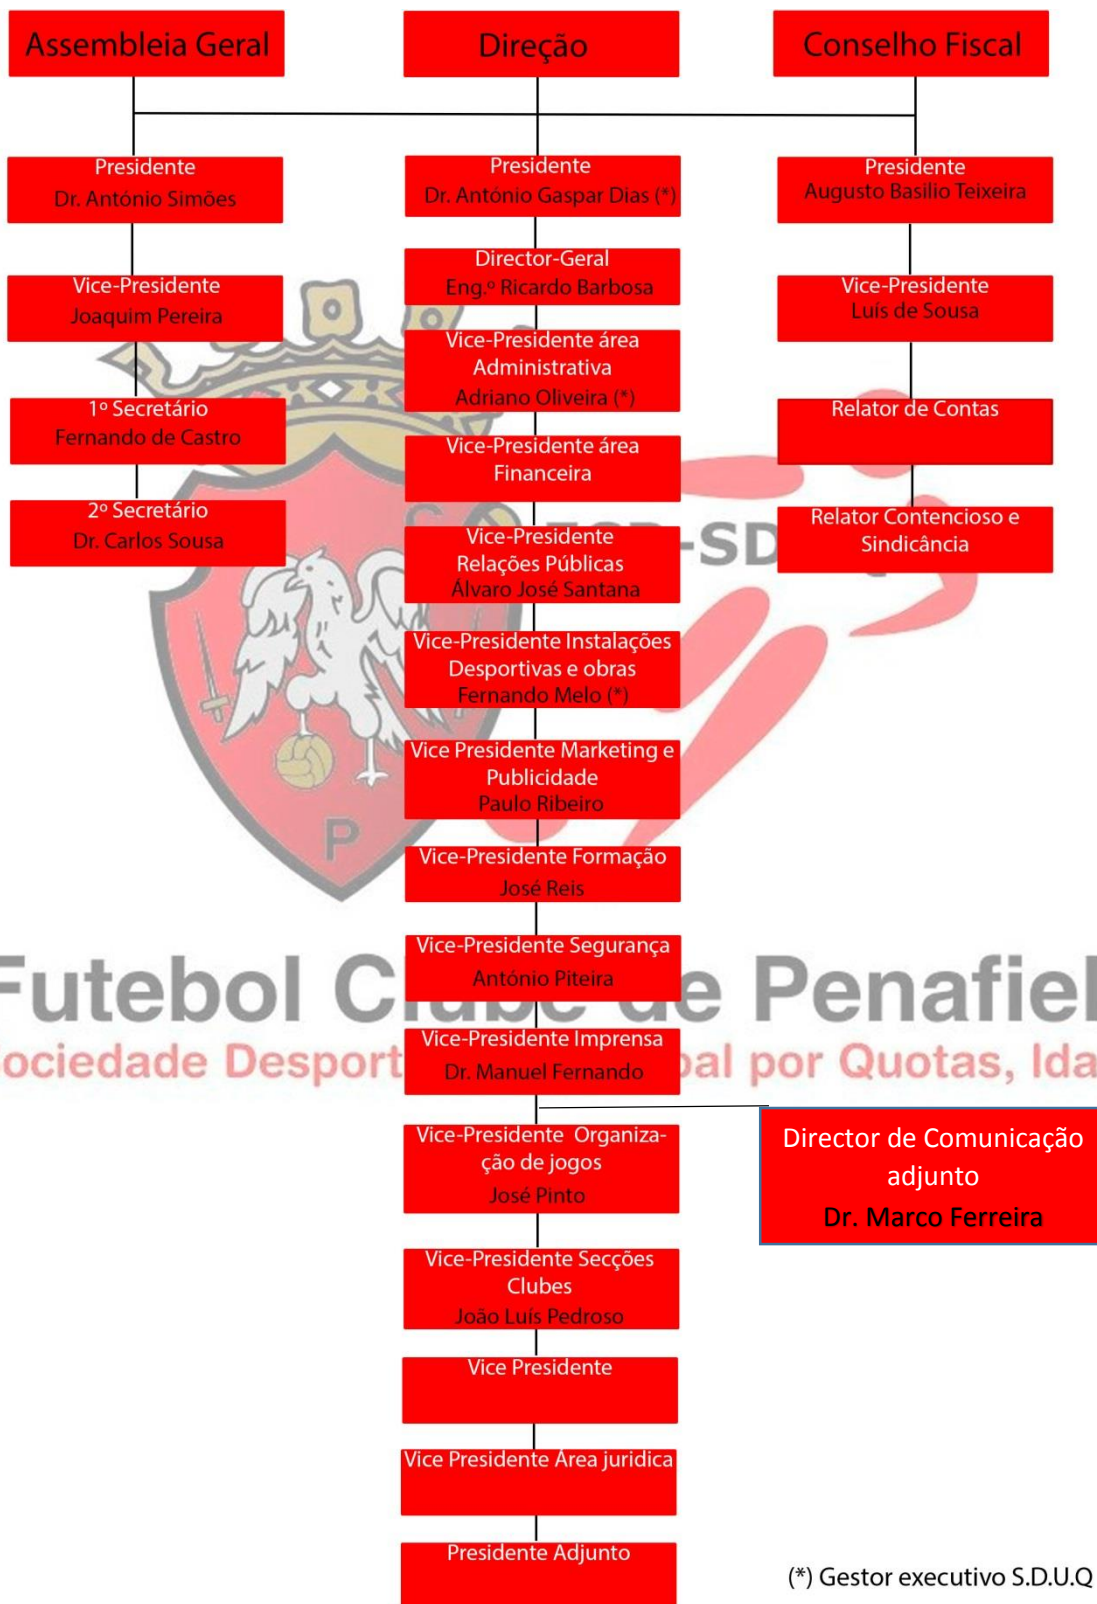 Assembleia Geral
Direção
Conselho Fiscal
Presidente
Dr. António Simões
Vice-Presidente
Joaquim Pereira
1º Secretário
Fernando de Castro
2º Secretário
Dr. Carlos Sousa
Presidente
Dr. António Gaspar Dias (*)
Director-Geral
Eng.º Ricardo Barbosa
Vice-Presidente área
Administrativa
Adriano Oliveira (*)
Vice-Presidente área
Financeira
Vice-Presidente
Relações Públicas
Álvaro José Santana
Vice-Presidente Instalações
Desportivas e obras
Fernando Melo (*)
Vice Presidente Marketing e
Publicidade
Paulo Ribeiro
Vice-Presidente Formação
José Reis
Vice-Presidente Segurança
António Piteira
Vice-Presidente Imprensa
Dr. Manuel Fernando
Vice-Presidente Organiza-
ção de jogos
José Pinto
Vice-Presidente Secções
Clubes
João Luís Pedroso
Vice Presidente
Vice Presidente Área juridica
Presidente Adjunto
Presidente
Augusto Basilio Teixeira
Vice-Presidente
Luís de Sousa
Relator de Contas
Relator Contencioso e
Sindicância
Director de Comunicação
adjunto
Dr. Marco Ferreira
(*) Gestor executivo S.D.U.Q
C
P
Futebol Clube de Penafiel
por Quotas, lda